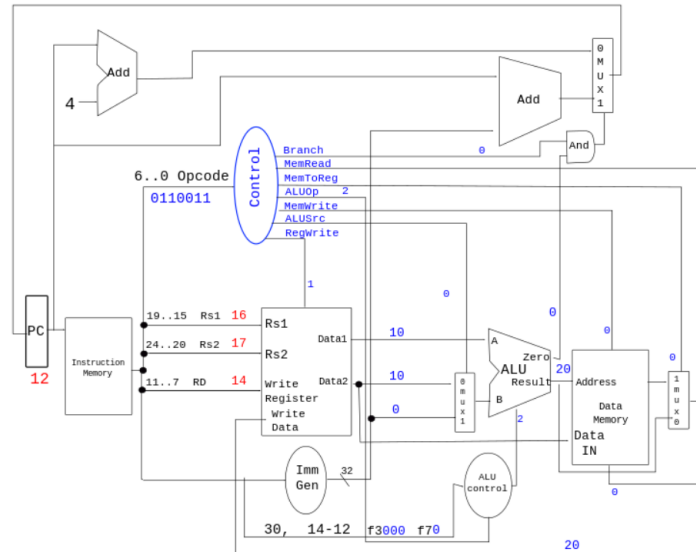 Add
4
0
M
U
X
1
Add
And
Control
Branch 0
MemRead
MemToReg
ALUOp 2
MemWrite
ALUSrc
RegWrite
6..0 Opcode
0110011
1
0
0
0
0
PC
12
Instruction
Memory
19..15 Rs1 16
24..20 Rs2 17
11..7 RD 14
Rs1
Rs2
Write
Register
Write
Data
Data1
Data2
10
10
0
0
m
u
x
1
A
B
ALU
Zero
Result
20
2
Address
Data
Memory
Data
IN
0
1
m
u
x
0
Imm
Gen
32
ALU
control
30, 14-12 f3000 f70
20